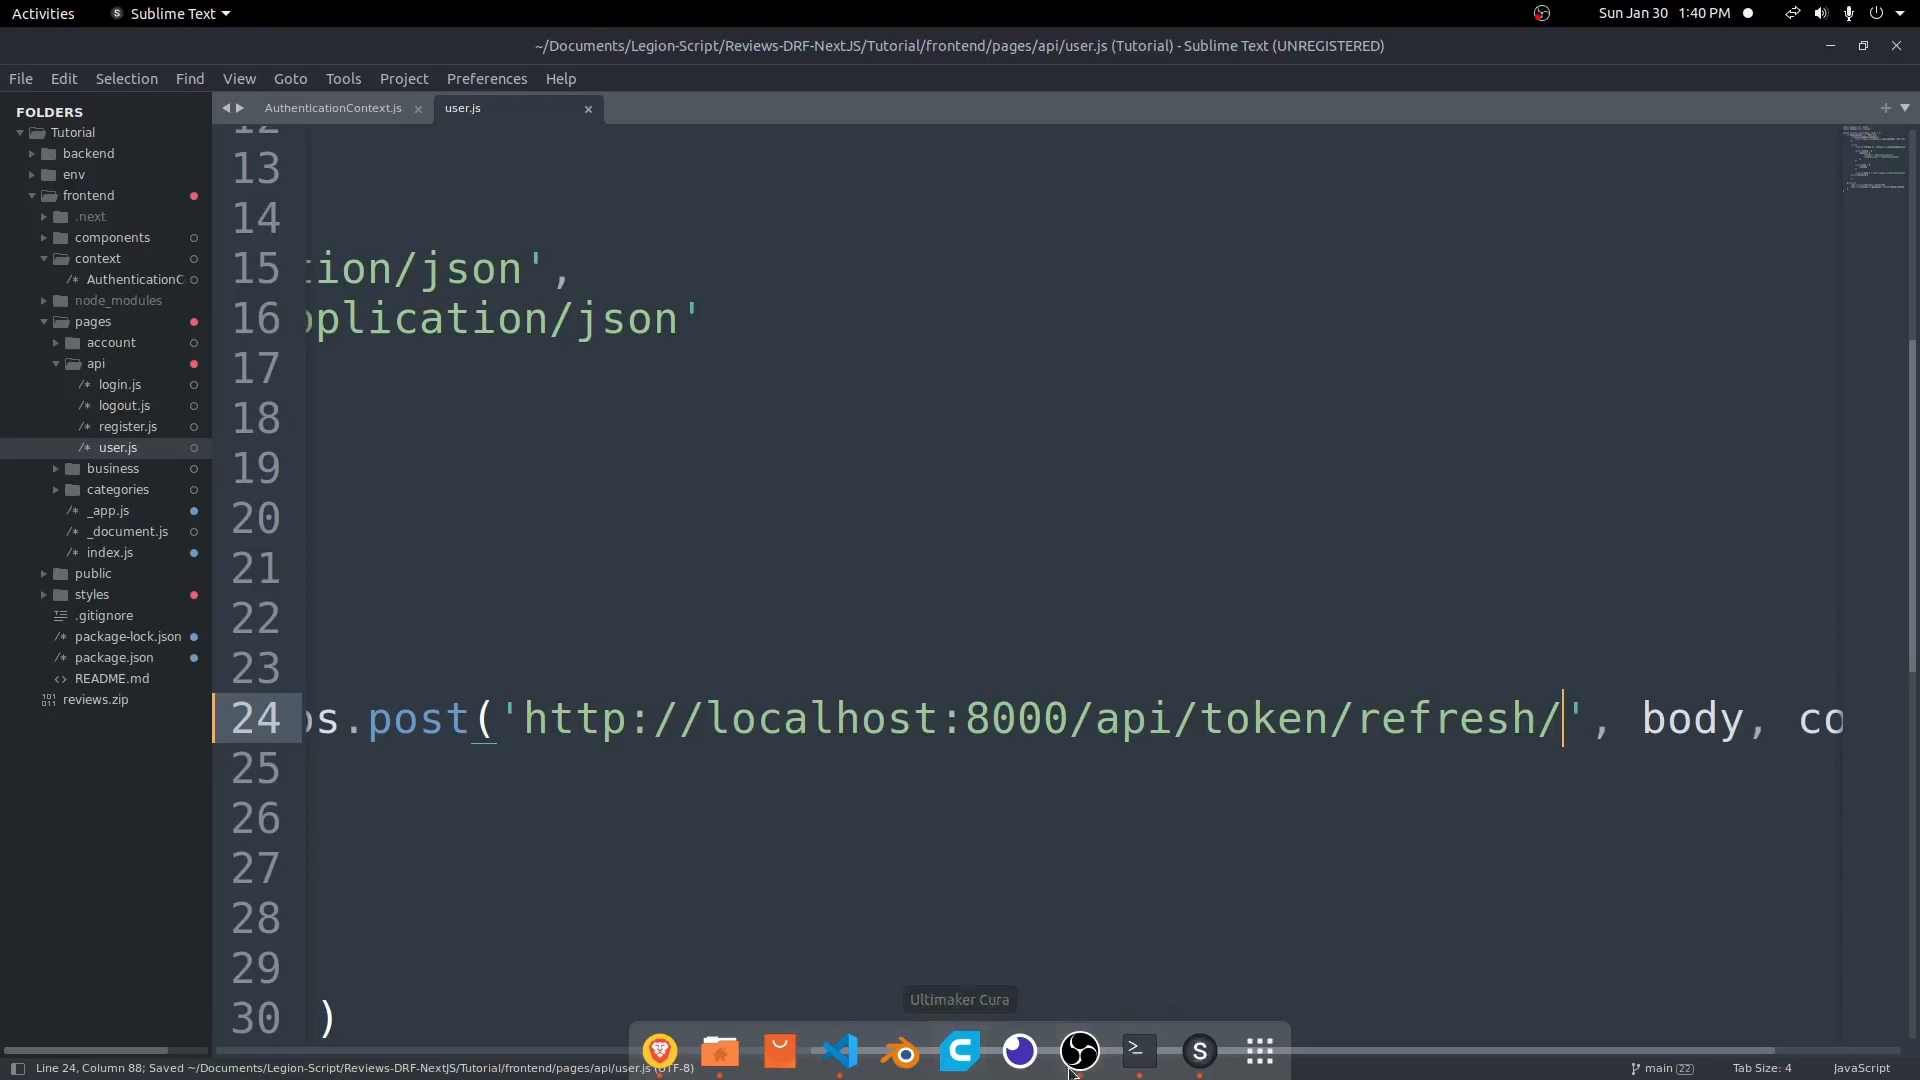 Activities
Sublime Text
Sun Jan 30 1:40 PM
~/Documents/Legion-Script/Reviews-DRF-NextJS/Tutorial/frontend/pages/api/user.js (Tutorial) - Sublime Text (UNREGISTERED)
File Edit Selection Find View Goto Tools Project Preferences Help
FOLDERS
Tutorial
backend
env
frontend
.next
components
context
/* AuthenticationC
node_modules
pages
account
api
/* login.js
/* logout.js
/* register.js
/* user.js
business
categories
/* _app.js
/* _document.js
/* index.js
public
styles
.gitignore
/* package-lock.json
/* package.json
<> README.md
reviews.zip
AuthenticationContext.js
user.js
12
13
14
15 tion/json',
16 pplication/json'
17
18
19
20
21
22
23
24 os.post('http://localhost:8000/api/token/refresh/', body, co
25
26
27
28
29
30 )
Ultimaker Cura
Line 24, Column 88; Saved ~/Documents/Legion-Script/Reviews-DRF-NextJS/Tutorial/frontend/pages/api/user.js (UTF-8)
main 22
Tab Size: 4
JavaScript